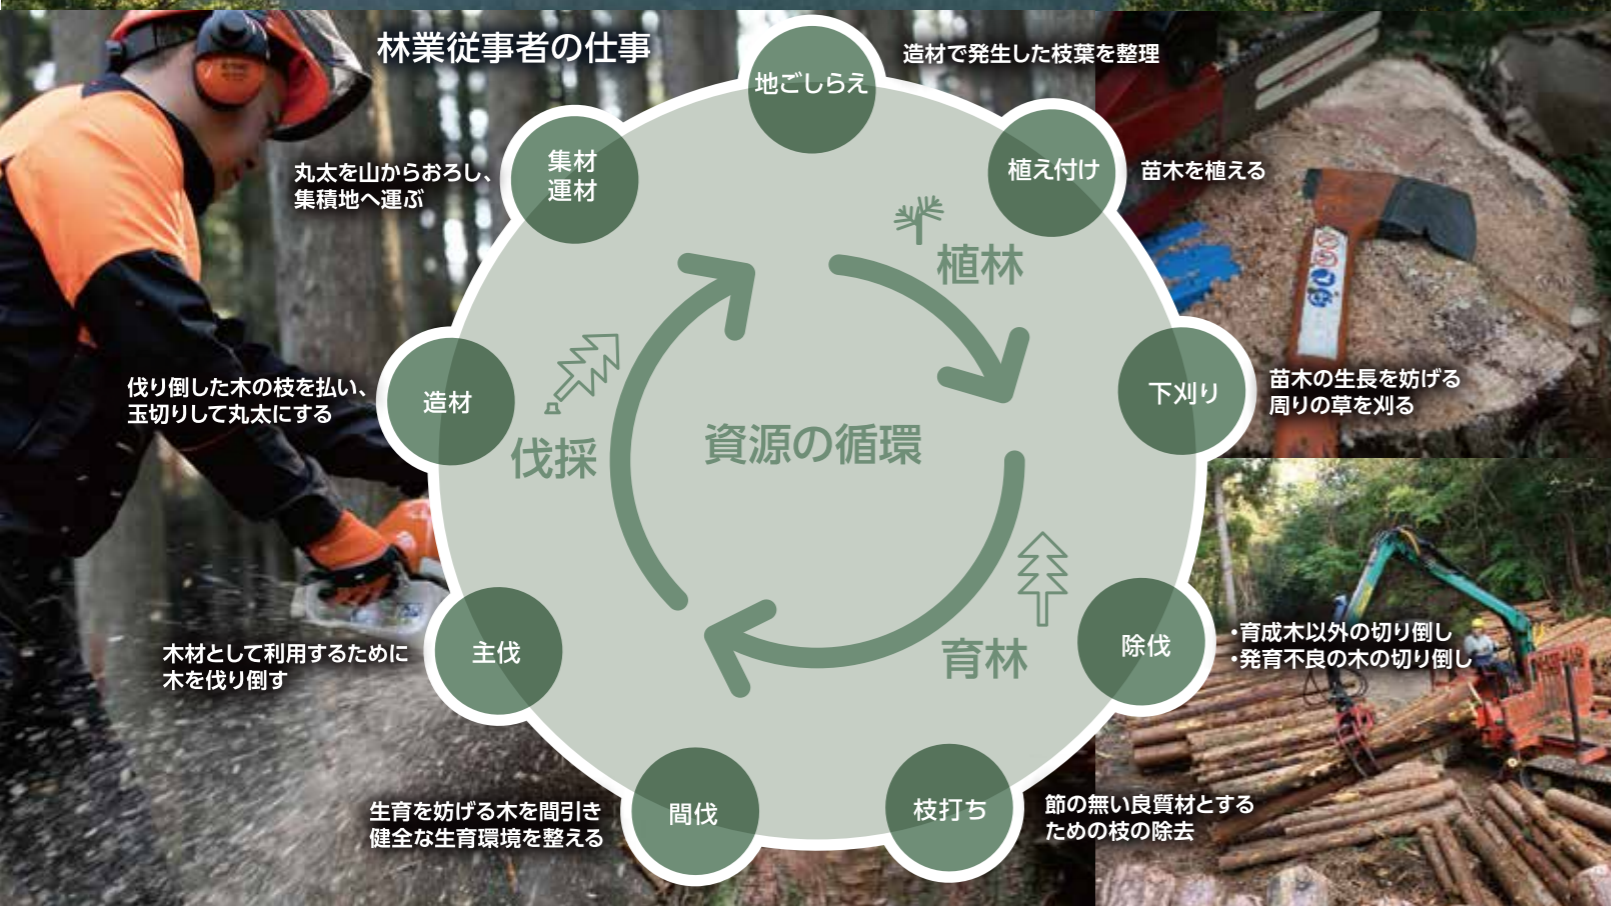 林業従事者の仕事
地ごしらえ
造材で発生した枝葉を整理
植え付け
苗木を植える
下刈り
苗木の生長を妨げる
周りの草を刈る
除伐
・育成木以外の切り倒し
・発育不良の木の切り倒し
枝打ち
節の無い良質材とする
ための枝の除去
間伐
生育を妨げる木を間引き
健全な生育環境を整える
主伐
木材として利用するために
木を伐り倒す
造材
伐り倒した木の枝を払い、
玉切りして丸太にする
集材
運材
丸太を山からおろし、
集積地へ運ぶ
植林
育林
伐採
資源の循環